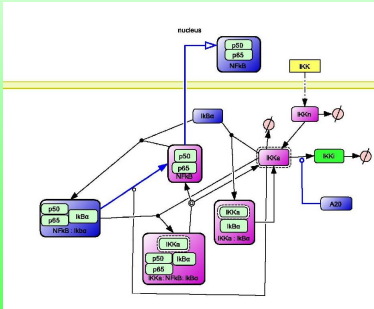 nucleus
p50
p65
NFkB
IKK
IkBα
IKKn
p50
p65
NFkB
IKKa
IKKi
IKKa
IkBα
IKKa : IkBα
A20
p50
p65
IkBα
NFkB : IkBα
IKKa
p50
p65
IkBα
IKKa: NFkB: IkBα